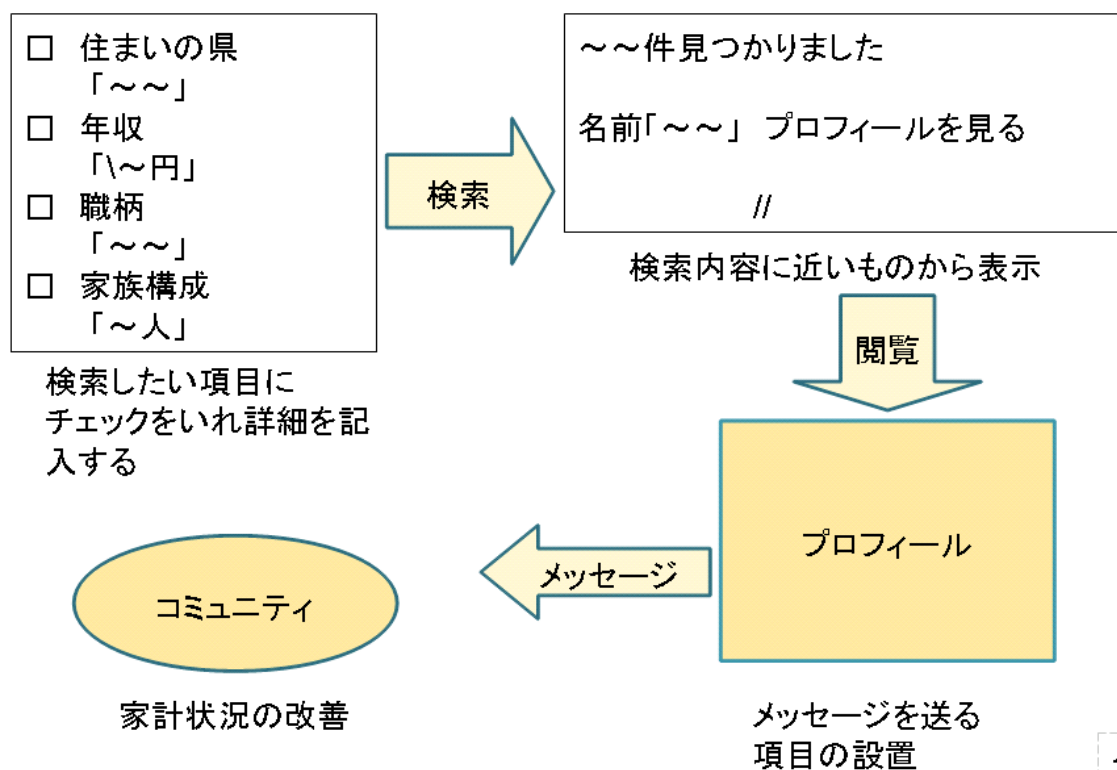 □ 住まいの県
「～～」
□ 年収
「\～円」
□ 職柄
「～～」
□ 家族構成
「～人」
検索したい項目に
チェックをいれ詳細を記
入する
検索
～～件見つかりました
名前「～～」 プロフィールを見る
//
検索内容に近いものから表示
閲覧
プロフィール
メッセージを送る
項目の設置
メッセージ
コミュニティ
家計状況の改善